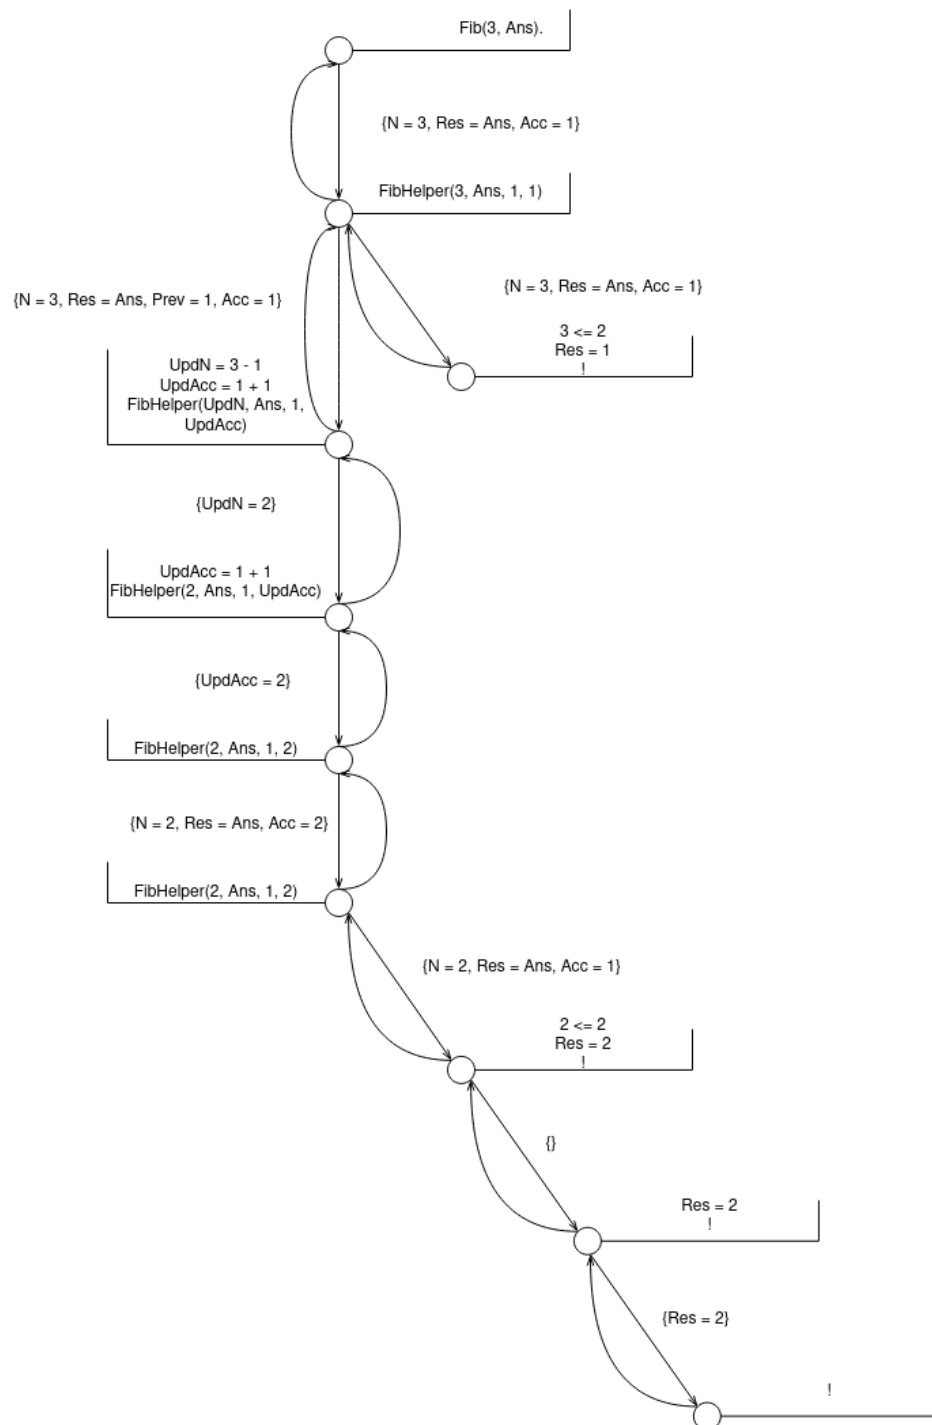 Fib(3, Ans).
{N = 3, Res = Ans, Acc = 1}
FibHelper(3, Ans, 1, 1)
{N = 3, Res = Ans, Prev = 1, Acc = 1}
{N = 3, Res = Ans, Acc = 1}
3 <= 2
Res = 1
!
UpdN = 3 - 1
UpdAcc = 1 + 1
FibHelper(UpdN, Ans, 1,
UpdAcc)
{UpdN = 2}
UpdAcc = 1 + 1
FibHelper(2, Ans, 1, UpdAcc)
{UpdAcc = 2}
FibHelper(2, Ans, 1, 2)
{N = 2, Res = Ans, Acc = 2}
FibHelper(2, Ans, 1, 2)
{N = 2, Res = Ans, Acc = 1}
2 <= 2
Res = 2
!
{}
Res = 2
!
{Res = 2}
!